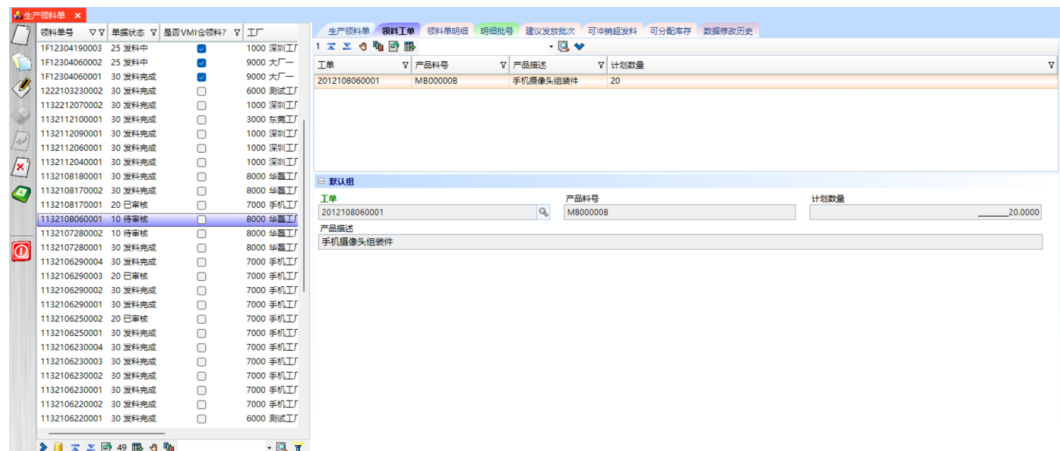 生产领料单 ×
领料单号 单据状态 是否VMI仓领料? 工厂
1F12304190003 25 发料中 1000 深圳工厂
1F12304060002 25 发料中 9000 大厂一
1F12304060001 30 发料完成 9000 大厂一
1222103230002 30 发料完成 6000 测试工厂
1132212070002 30 发料完成 1000 深圳工厂
1132112100001 30 发料完成 3000 东莞工厂
1132112090001 30 发料完成 1000 深圳工厂
1132112060001 30 发料完成 1000 深圳工厂
1132112040001 30 发料完成 1000 深圳工厂
1132108180001 30 发料完成 8000 华磊工厂
1132108170002 30 发料完成 8000 华磊工厂
1132108170001 20 已审核 7000 手机工厂
1132108060001 10 待审核 8000 华磊工厂
1132107280002 10 待审核 8000 华磊工厂
1132107280001 30 发料完成 8000 华磊工厂
1132106290004 30 发料完成 7000 手机工厂
1132106290003 20 已审核 7000 手机工厂
1132106290002 30 发料完成 7000 手机工厂
1132106290001 30 发料完成 7000 手机工厂
1132106250002 20 已审核 7000 手机工厂
1132106250001 30 发料完成 7000 手机工厂
1132106230004 30 发料完成 7000 手机工厂
1132106230003 30 发料完成 7000 手机工厂
1132106230002 30 发料完成 7000 手机工厂
1132106230001 30 发料完成 7000 手机工厂
1132106220002 30 发料完成 7000 手机工厂
1132106220001 30 发料完成 6000 测试工厂
49
生产领料单 领料工单 领料单明细 明细批号 建议发放批次 可冲销超发料 可分配库存 数据修改历史
1
工单 产品料号 产品描述 计划数量
2012108060001 MB00000B 手机摄像头组装件 20
默认组
工单 产品料号 计划数量
2012108060001 MB00000B 20.0000
产品描述
手机摄像头组装件